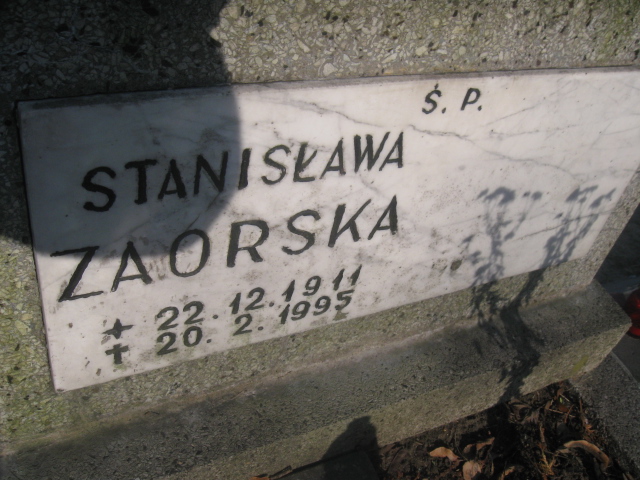 Ś. P.
STANISŁAWA
ZAORSKA
* 22.12.1911
✝ 20.2.1995